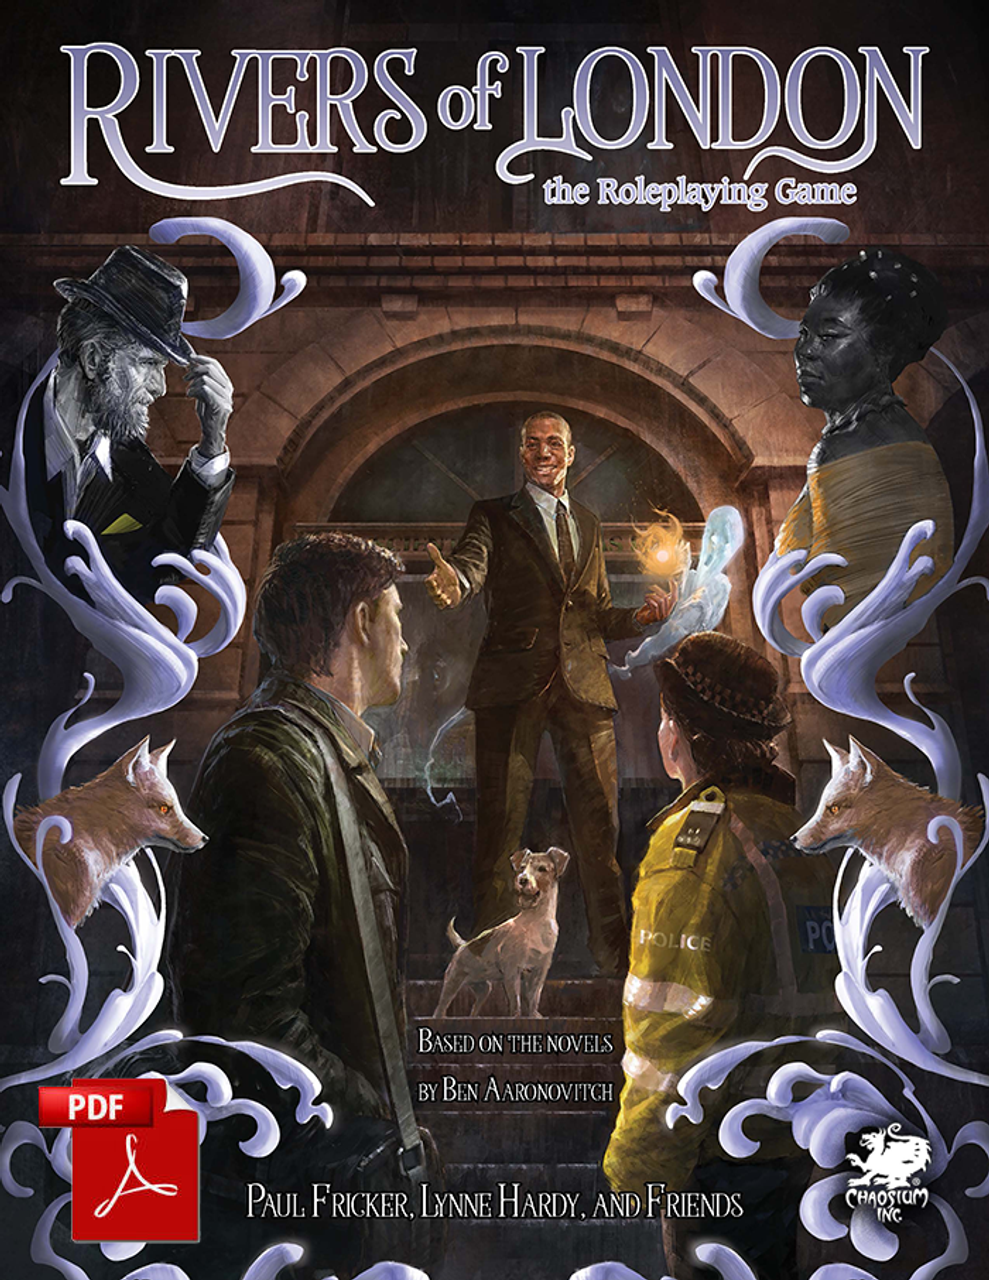 RIVERS of LONDON
the Roleplaying Game
POLICE
PO
BASED ON THE NOVELS
BY BEN AARONOVITCH
PDF
PAUL FRICKER, LYNNE HARDY, AND FRIENDS
CHAOSIUM
INC.
®